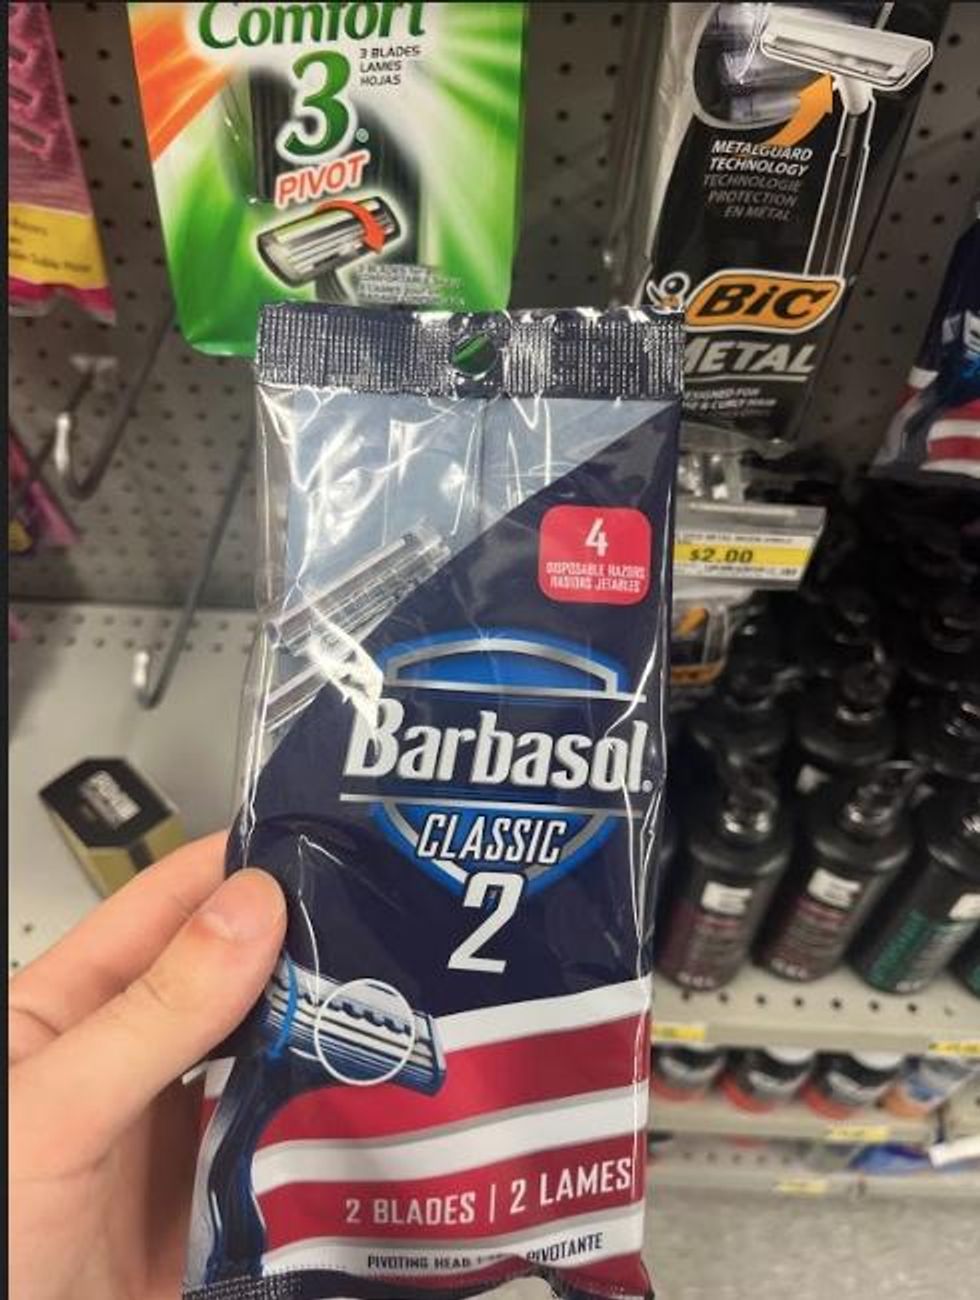 Comfort
3
3 BLADES
LAMES
HOJAS
PIVOT
METALGUARD
TECHNOLOGY
TECHNOLOGIE
PROTECTION
EN MÉTAL
BIC
METAL
$2.00
4
DISPOSABLE RAZORS
RASOIRS JETABLES
Barbasol
CLASSIC
2
2 BLADES | 2 LAMES
PIVOTING HEAD
PIVOTANTE